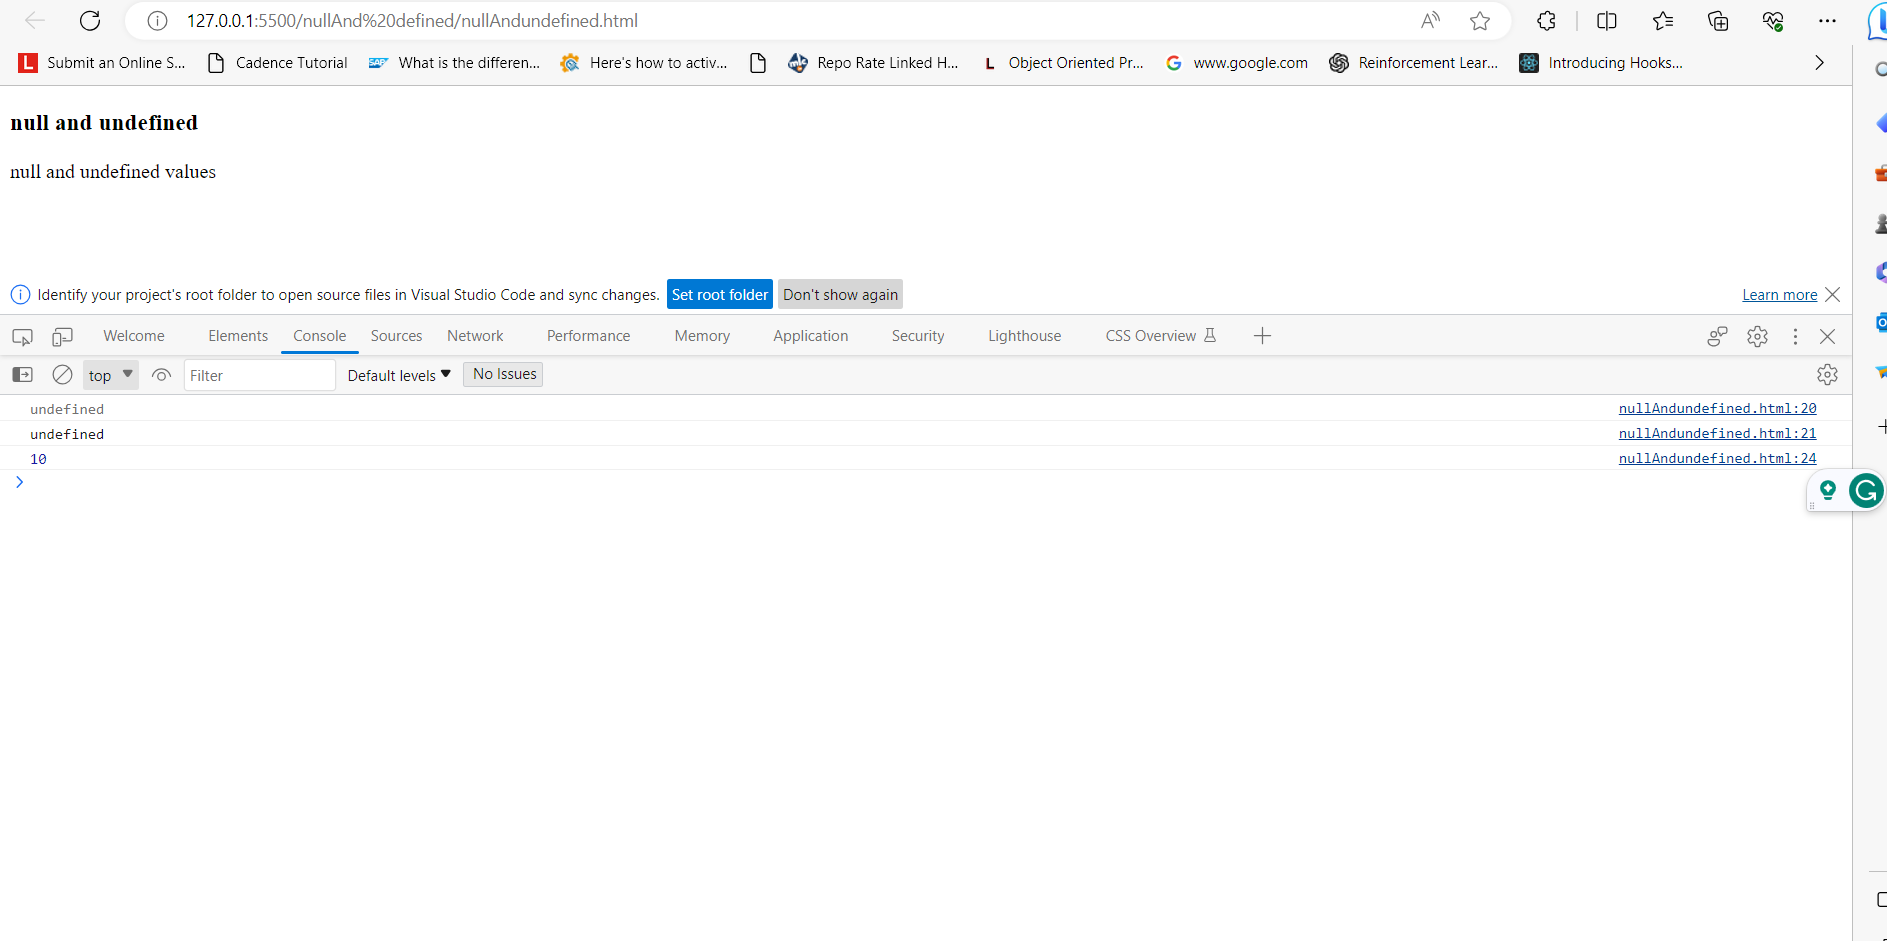 127.0.0.1:5500/nullAnd%20defined/nullAndundefined.html
Submit an Online S... Cadence Tutorial What is the differen... Here's how to activ... Repo Rate Linked H... Object Oriented Pr... www.google.com Reinforcement Lear... Introducing Hooks...
null and undefined
null and undefined values
Identify your project's root folder to open source files in Visual Studio Code and sync changes. Set root folder Don't show again Learn more
Welcome Elements Console Sources Network Performance Memory Application Security Lighthouse CSS Overview
top Filter Default levels No Issues
undefined nullAndundefined.html:20
undefined nullAndundefined.html:21
10 nullAndundefined.html:24